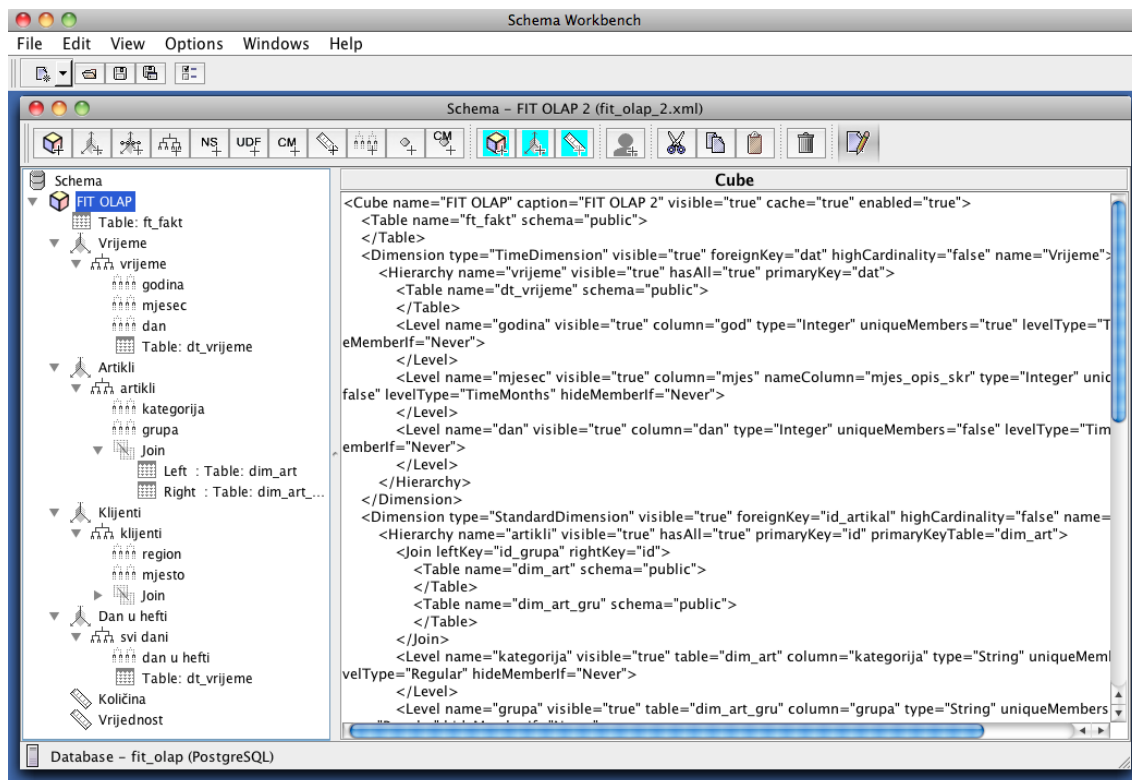 Schema Workbench
File Edit View Options Windows Help
Schema – FIT OLAP 2 (fit_olap_2.xml)
NS UDF CM CM
Schema
FIT OLAP
Table: ft_fakt
Vrijeme
vrijeme
godina
mjesec
dan
Table: dt_vrijeme
Artikli
artikli
kategorija
grupa
Join
Left : Table: dim_art
Right : Table: dim_art_...
Klijenti
klijenti
region
mjesto
Join
Dan u hefti
svi dani
dan u hefti
Table: dt_vrijeme
Količina
Vrijednost
Cube
<Cube name="FIT OLAP" caption="FIT OLAP 2" visible="true" cache="true" enabled="true">
<Table name="ft_fakt" schema="public">
</Table>
<Dimension type="TimeDimension" visible="true" foreignKey="dat" highCardinality="false" name="Vrijeme">
<Hierarchy name="vrijeme" visible="true" hasAll="true" primaryKey="dat">
<Table name="dt_vrijeme" schema="public">
</Table>
<Level name="godina" visible="true" column="god" type="Integer" uniqueMembers="true" levelType="T
eMemberIf="Never">
</Level>
<Level name="mjesec" visible="true" column="mjes" nameColumn="mjes_opis_skr" type="Integer" uniq
false" levelType="TimeMonths" hideMemberIf="Never">
</Level>
<Level name="dan" visible="true" column="dan" type="Integer" uniqueMembers="false" levelType="Tim
emberIf="Never">
</Level>
</Hierarchy>
</Dimension>
<Dimension type="StandardDimension" visible="true" foreignKey="id_artikal" highCardinality="false" name=
<Hierarchy name="artikli" visible="true" hasAll="true" primaryKey="id" primaryKeyTable="dim_art">
<Join leftKey="id_grupa" rightKey="id">
<Table name="dim_art" schema="public">
</Table>
<Table name="dim_art_gru" schema="public">
</Table>
</Join>
<Level name="kategorija" visible="true" table="dim_art" column="kategorija" type="String" uniqueMem
velType="Regular" hideMemberIf="Never">
</Level>
<Level name="grupa" visible="true" table="dim_art_gru" column="grupa" type="String" uniqueMembers
Database – fit_olap (PostgreSQL)